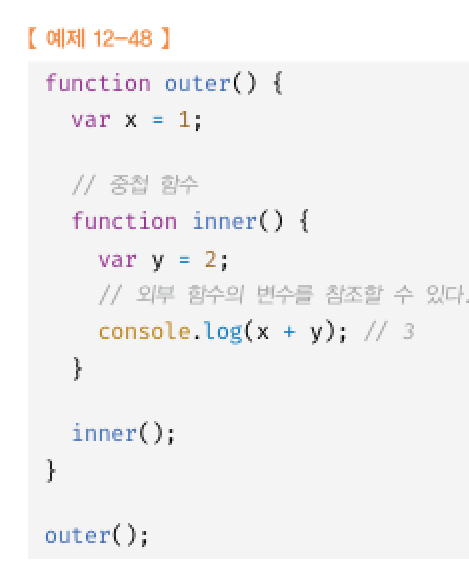 【 예제 12-48 】
function outer() {
var x = 1;
// 중첩 함수
function inner() {
var y = 2;
// 외부 함수의 변수를 참조할 수 있다.
console.log(x + y); // 3
}
inner();
}
outer();